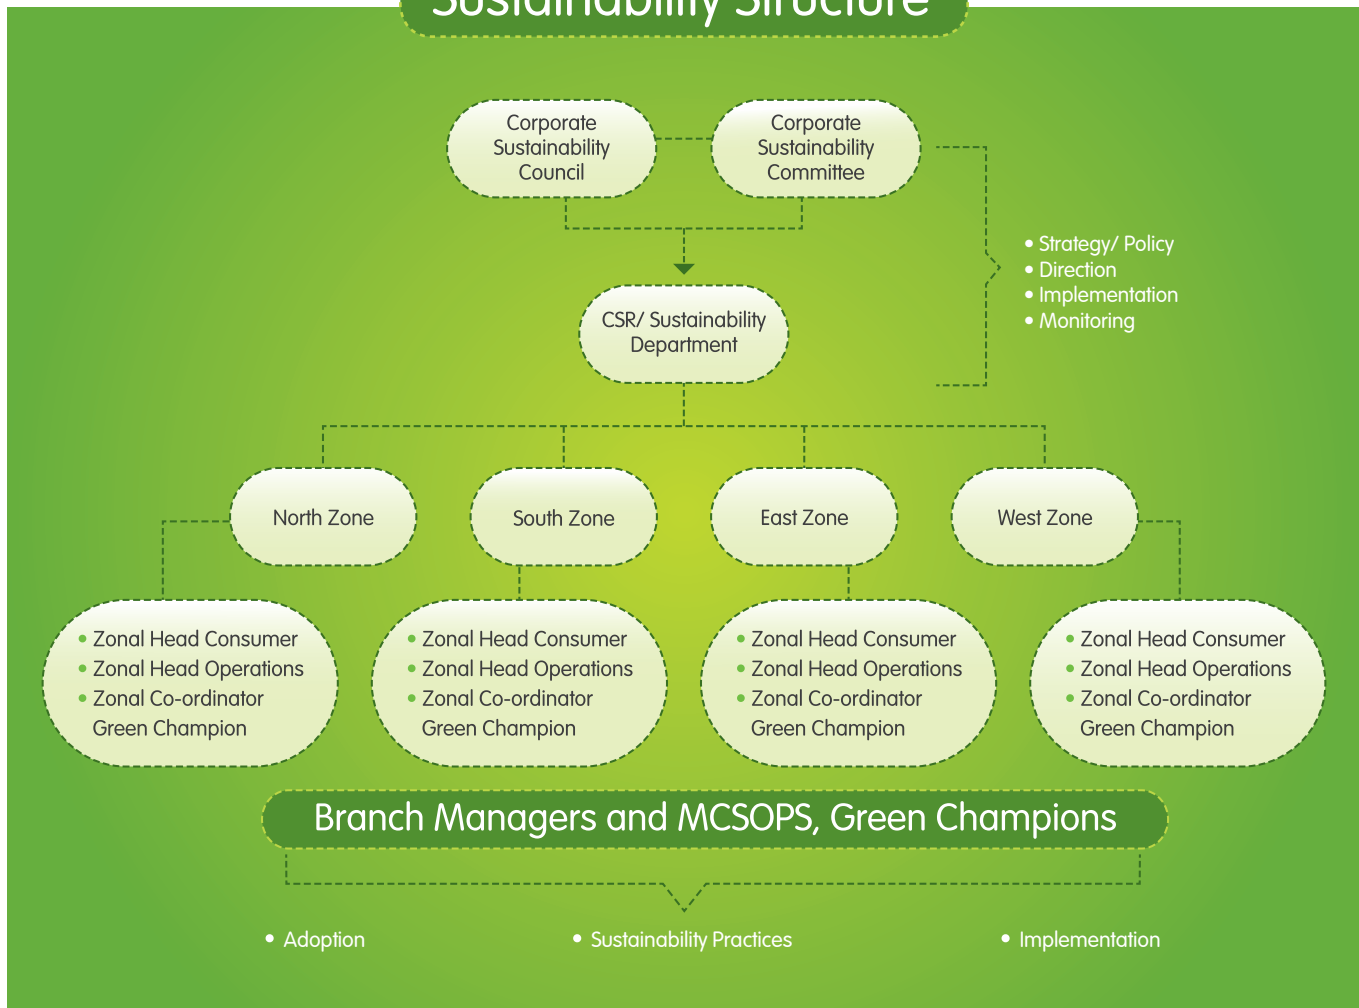 Sustainability Structure
Corporate
Sustainability
Council
Corporate
Sustainability
Committee
• Strategy/ Policy
• Direction
• Implementation
• Monitoring
CSR/ Sustainability
Department
North Zone
South Zone
East Zone
West Zone
• Zonal Head Consumer
• Zonal Head Operations
• Zonal Co-ordinator
Green Champion
• Zonal Head Consumer
• Zonal Head Operations
• Zonal Co-ordinator
Green Champion
• Zonal Head Consumer
• Zonal Head Operations
• Zonal Co-ordinator
Green Champion
• Zonal Head Consumer
• Zonal Head Operations
• Zonal Co-ordinator
Green Champion
Branch Managers and MCSOPS, Green Champions
• Adoption
• Sustainability Practices
• Implementation